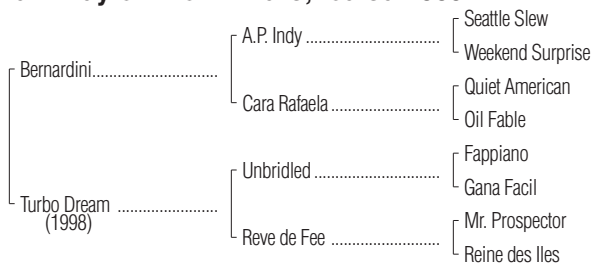 Seattle Slew
A.P. Indy ..............................
Weekend Surprise
Bernardini............................
Quiet American
Cara Rafaela ........................
Oil Fable
Fappiano
Unbridled ...........................
Gana Facil
Turbo Dream ......................
(1998)
Mr. Prospector
Reve de Fee ........................
Reine des Iles